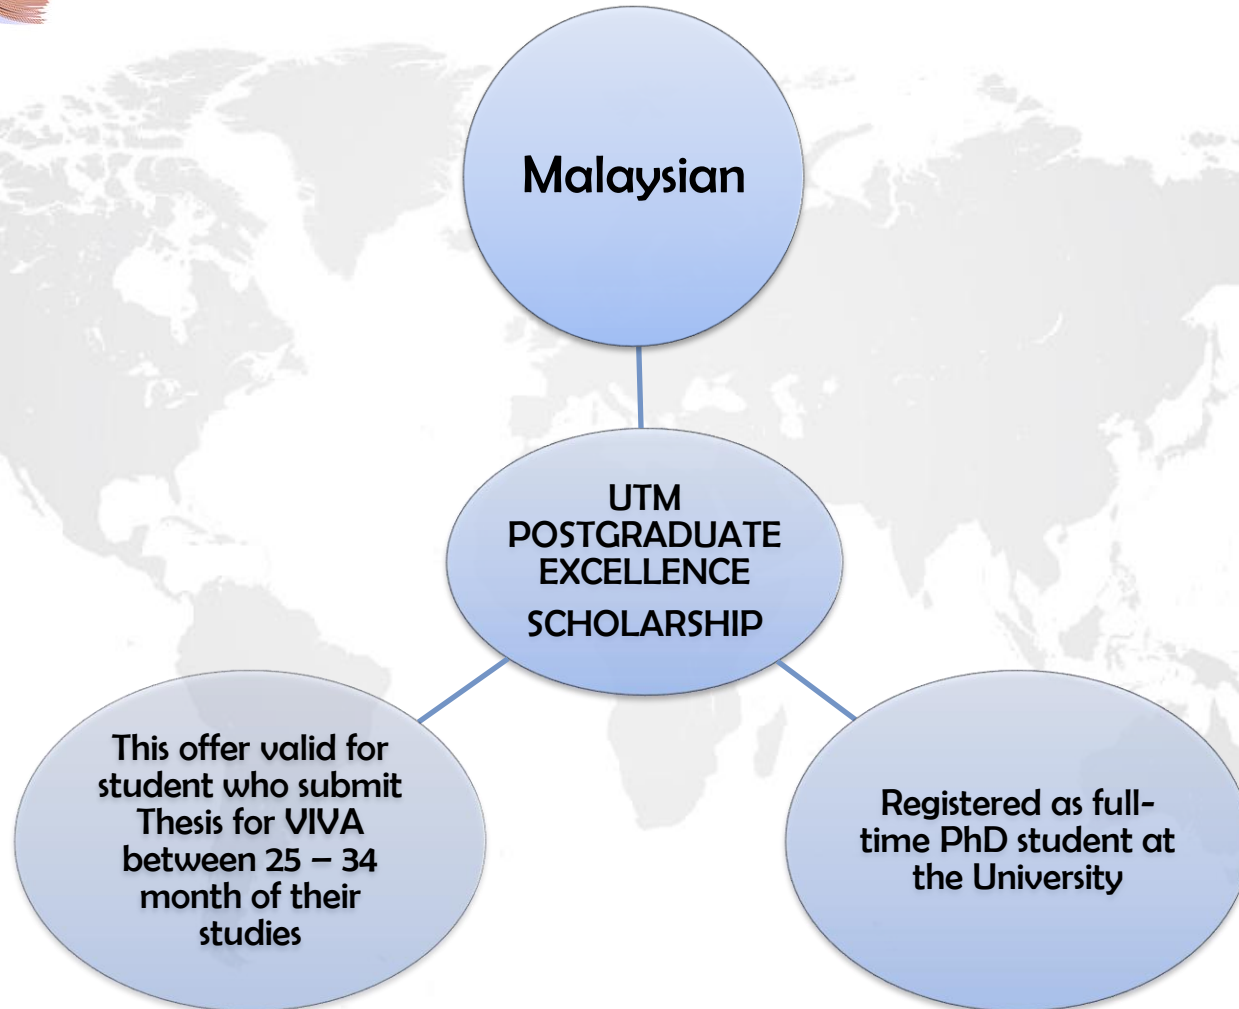 Malaysian
UTM
POSTGRADUATE
EXCELLENCE
SCHOLARSHIP
This offer valid for
student who submit
Thesis for VIVA
between 25 – 34
month of their
studies
Registered as full-
time PhD student at
the University